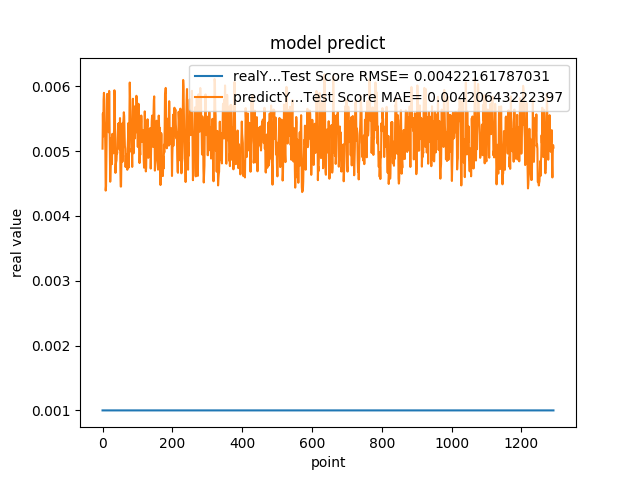 model predict
realY...Test Score RMSE= 0.00422161787031
predictY...Test Score MAE= 0.00420643222397
0.006
0.005
0.004
0.003
0.002
0.001
real value
0 200 400 600 800 1000 1200
point